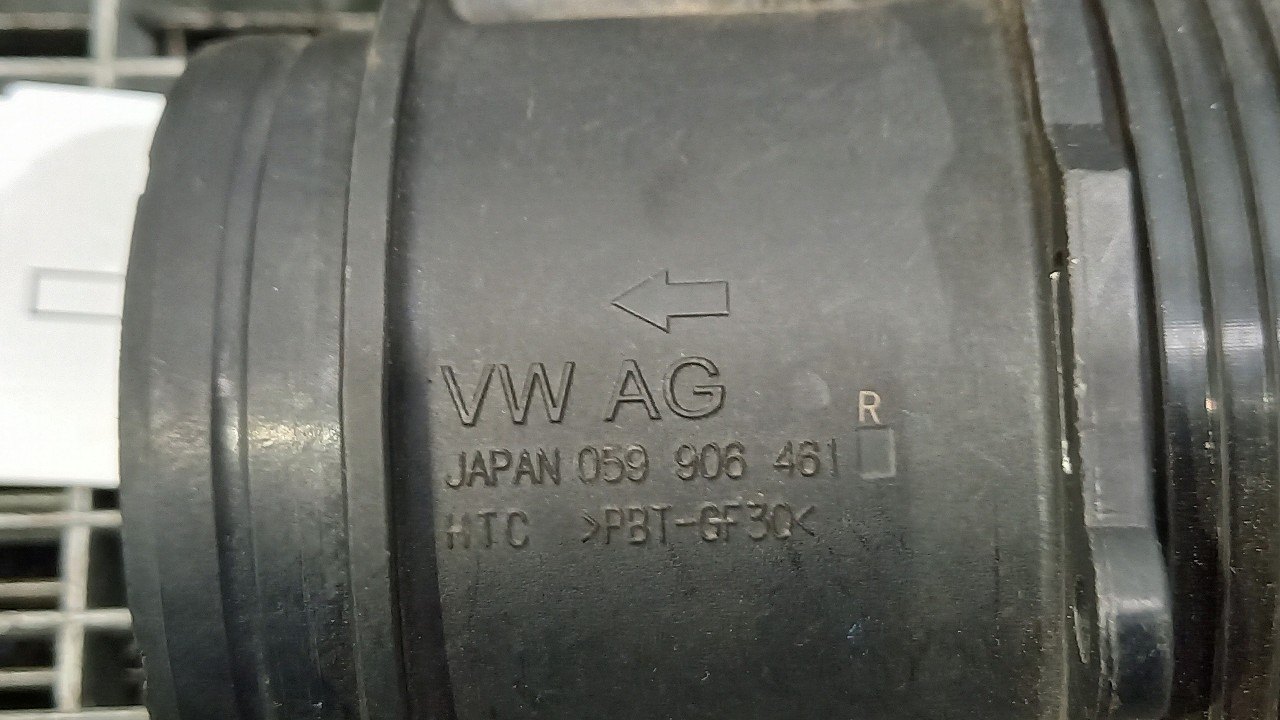 VW AG
R
JAPAN 059 906 461
HTC >PBT-GF30<